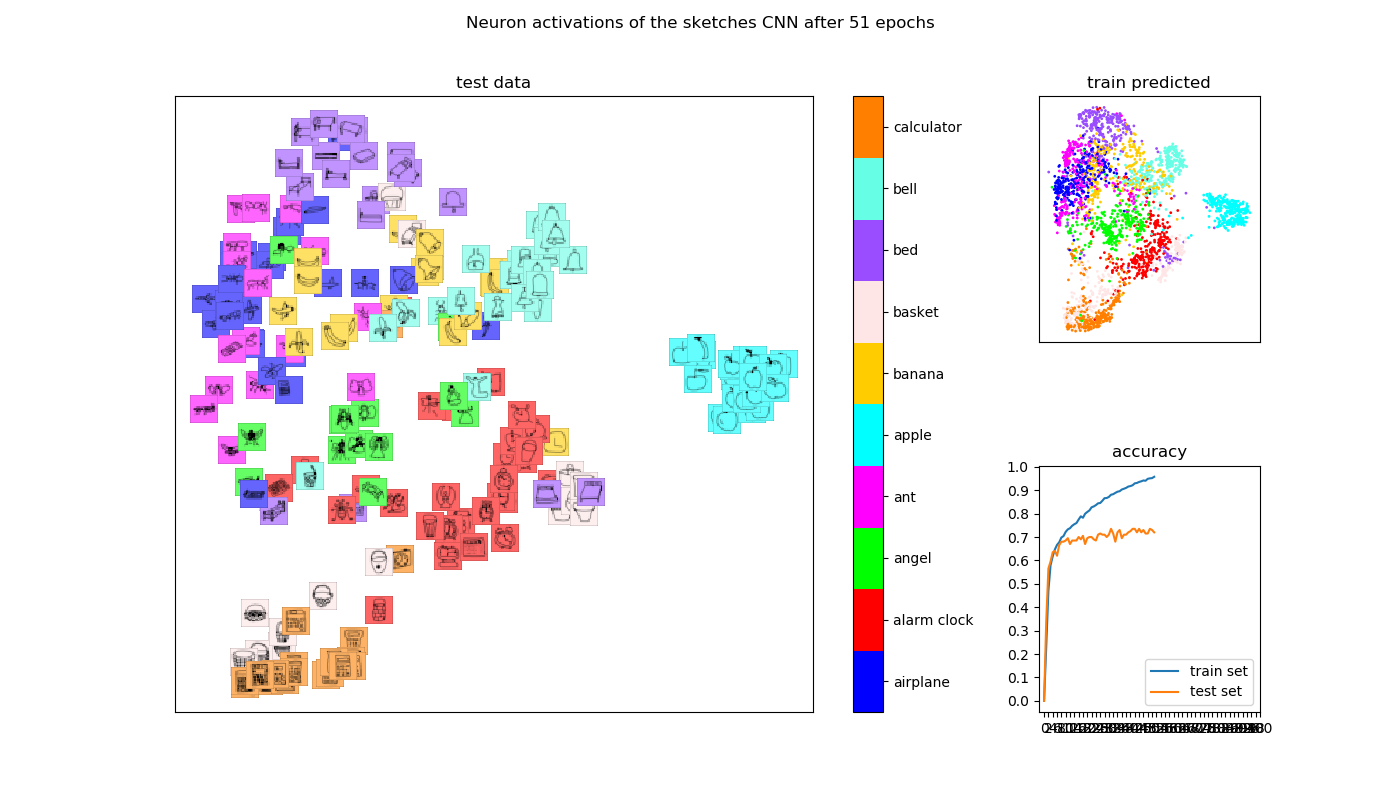 Neuron activations of the sketches CNN after 51 epochs
test data
calculator
bell
bed
basket
banana
apple
ant
angel
alarm clock
airplane
train predicted
accuracy
1.0
0.9
0.8
0.7
0.6
0.5
0.4
0.3
0.2
0.1
0.0
train set
test set